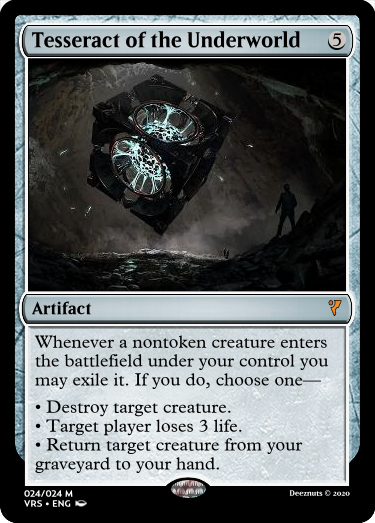 Tesseract of the Underworld 5
Artifact
Whenever a nontoken creature enters
the battlefield under your control you
may exile it. If you do, choose one—
• Destroy target creature.
• Target player loses 3 life.
• Return target creature from your
graveyard to your hand.
024/024 M
VRS • ENG
Deeznuts © 2020